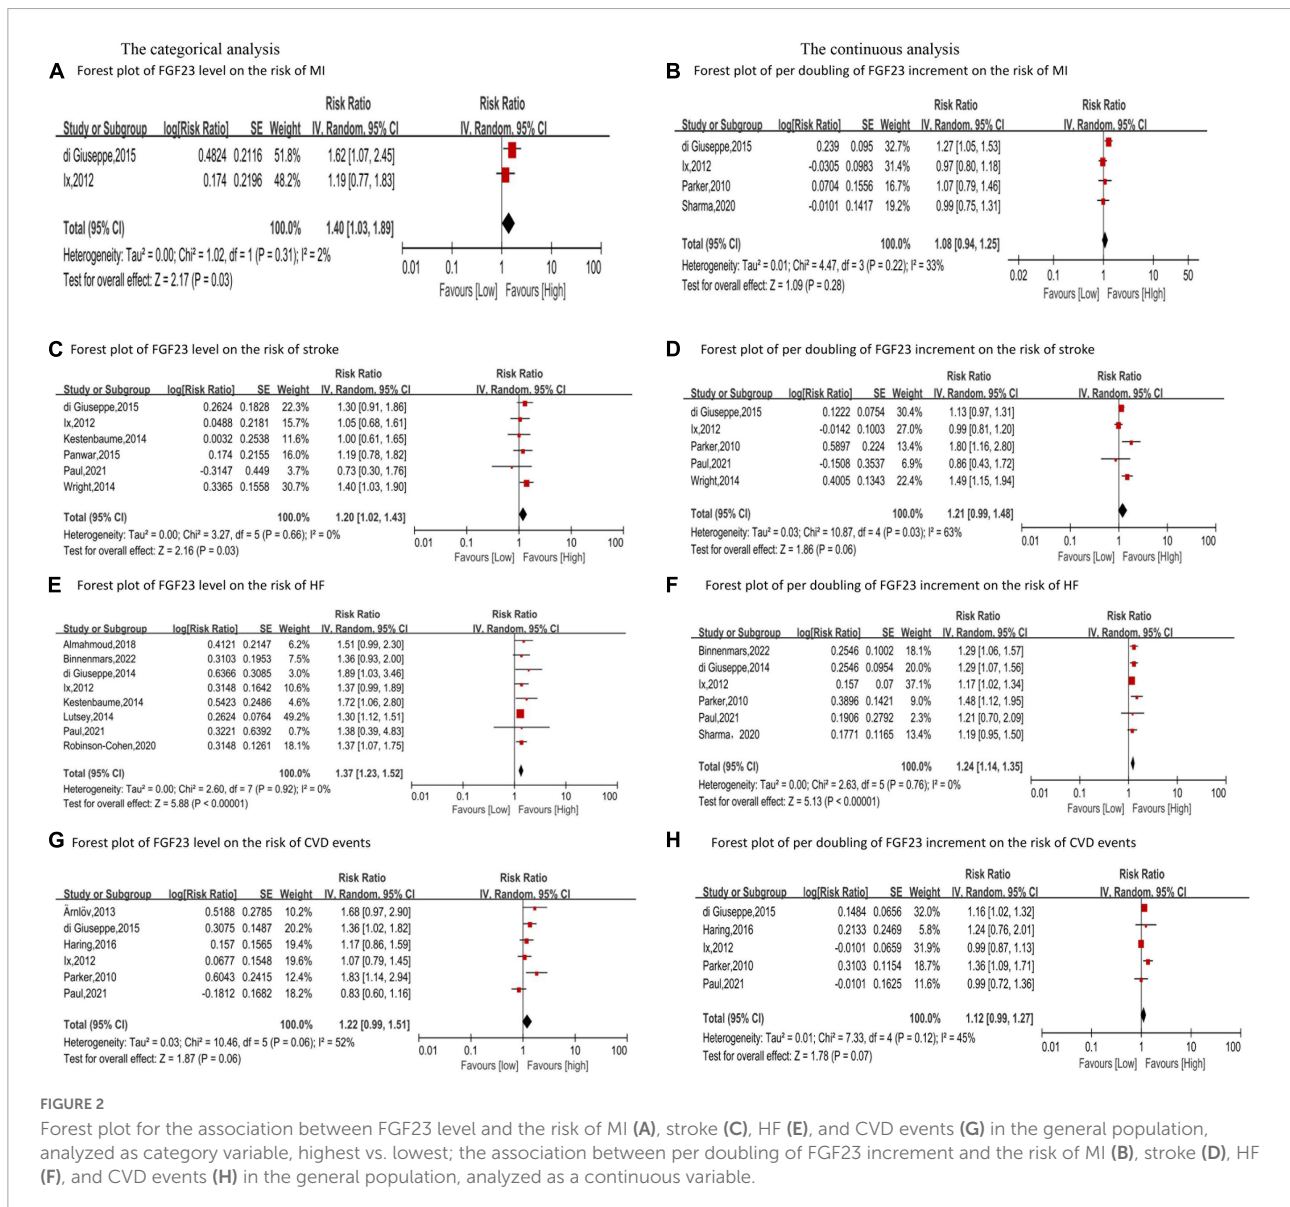 The categorical analysis
The continuous analysis
A Forest plot of FGF23 level on the risk of MI
Risk Ratio Risk Ratio
Study or Subgroup log[Risk Ratio] SE Weight IV, Random, 95% CI IV, Random, 95% CI
di Giuseppe,2015 0.4824 0.2116 51.8% 1.62 [1.07, 2.45]
Ix,2012 0.174 0.2196 48.2% 1.19 [0.77, 1.83]
Total (95% CI) 100.0% 1.40 [1.03, 1.89]
Heterogeneity: Tau² = 0.00; Chi² = 1.02, df = 1 (P = 0.31); I² = 2%
Test for overall effect: Z = 2.17 (P = 0.03)
0.01 0.1 1 10 100
Favours [Low] Favours [HIgh]
B Forest plot of per doubling of FGF23 increment on the risk of MI
Risk Ratio Risk Ratio
Study or Subgroup log[Risk Ratio] SE Weight IV, Random, 95% CI IV, Random, 95% CI
di Giuseppe,2015 0.239 0.095 32.7% 1.27 [1.05, 1.53]
Ix,2012 -0.0305 0.0983 31.4% 0.97 [0.80, 1.18]
Parker,2010 0.0704 0.1556 16.7% 1.07 [0.79, 1.46]
Sharma,2020 -0.0101 0.1417 19.2% 0.99 [0.75, 1.31]
Total (95% CI) 100.0% 1.08 [0.94, 1.25]
Heterogeneity: Tau² = 0.01; Chi² = 4.47, df = 3 (P = 0.22); I² = 33%
Test for overall effect: Z = 1.09 (P = 0.28)
0.02 0.1 1 10 50
Favours [Low] Favours [HIgh]
C Forest plot of FGF23 level on the risk of stroke
Risk Ratio Risk Ratio
Study or Subgroup log[Risk Ratio] SE Weight IV, Random, 95% CI IV, Random, 95% CI
di Giuseppe,2015 0.2624 0.1828 22.3% 1.30 [0.91, 1.86]
Ix,2012 0.0488 0.2181 15.7% 1.05 [0.68, 1.61]
Kestenbaume,2014 0.0032 0.2538 11.6% 1.00 [0.61, 1.65]
Panwar,2015 0.174 0.2155 16.0% 1.19 [0.78, 1.82]
Paul,2021 -0.3147 0.449 3.7% 0.73 [0.30, 1.76]
Wright,2014 0.3365 0.1558 30.7% 1.40 [1.03, 1.90]
Total (95% CI) 100.0% 1.20 [1.02, 1.43]
Heterogeneity: Tau² = 0.00; Chi² = 3.27, df = 5 (P = 0.66); I² = 0%
Test for overall effect: Z = 2.16 (P = 0.03)
0.01 0.1 1 10 100
Favours [Low] Favours [High]
D Forest plot of per doubling of FGF23 increment on the risk of stroke
Risk Ratio Risk Ratio
Study or Subgroup log[Risk Ratio] SE Weight IV, Random, 95% CI IV, Random, 95% CI
di Giuseppe,2015 0.1222 0.0754 30.4% 1.13 [0.97, 1.31]
Ix,2012 -0.0142 0.1003 27.0% 0.99 [0.81, 1.20]
Parker,2010 0.5897 0.224 13.4% 1.80 [1.16, 2.80]
Paul,2021 -0.1508 0.3537 6.9% 0.86 [0.43, 1.72]
Wright,2014 0.4005 0.1343 22.4% 1.49 [1.15, 1.94]
Total (95% CI) 100.0% 1.21 [0.99, 1.48]
Heterogeneity: Tau² = 0.03; Chi² = 10.87, df = 4 (P = 0.03); I² = 63%
Test for overall effect: Z = 1.86 (P = 0.06)
0.01 0.1 1 10 100
Favours [Low] Favours [High]
E Forest plot of FGF23 level on the risk of HF
Risk Ratio Risk Ratio
Study or Subgroup log[Risk Ratio] SE Weight IV, Random, 95% CI IV, Random, 95% CI
Almahmoud,2018 0.4121 0.2147 6.2% 1.51 [0.99, 2.30]
Binnenmars,2022 0.3103 0.1953 7.5% 1.36 [0.93, 2.00]
di Giuseppe,2014 0.6366 0.3085 3.0% 1.89 [1.03, 3.46]
Ix,2012 0.3148 0.1642 10.6% 1.37 [0.99, 1.89]
Kestenbaume,2014 0.5423 0.2486 4.6% 1.72 [1.06, 2.80]
Lutsey,2014 0.2624 0.0764 49.2% 1.30 [1.12, 1.51]
Paul,2021 0.3221 0.6392 0.7% 1.38 [0.39, 4.83]
Robinson-Cohen,2020 0.3148 0.1261 18.1% 1.37 [1.07, 1.75]
Total (95% CI) 100.0% 1.37 [1.23, 1.52]
Heterogeneity: Tau² = 0.00; Chi² = 2.60, df = 7 (P = 0.92); I² = 0%
Test for overall effect: Z = 5.88 (P < 0.00001)
0.01 0.1 1 10 100
Favours [Low] Favours [High]
F Forest plot of per doubling of FGF23 increment on the risk of HF
Risk Ratio Risk Ratio
Study or Subgroup log[Risk Ratio] SE Weight IV, Random, 95% CI IV, Random, 95% CI
Binnenmars,2022 0.2546 0.1002 18.1% 1.29 [1.06, 1.57]
di Giuseppe,2014 0.2546 0.0954 20.0% 1.29 [1.07, 1.56]
Ix,2012 0.157 0.07 37.1% 1.17 [1.02, 1.34]
Parker,2010 0.3896 0.1421 9.0% 1.48 [1.12, 1.95]
Paul,2021 0.1906 0.2792 2.3% 1.21 [0.70, 2.09]
Sharma，2020 0.1771 0.1165 13.4% 1.19 [0.95, 1.50]
Total (95% CI) 100.0% 1.24 [1.14, 1.35]
Heterogeneity: Tau² = 0.00; Chi² = 2.63, df = 5 (P = 0.76); I² = 0%
Test for overall effect: Z = 5.13 (P < 0.00001)
0.01 0.1 1 10 100
Favours [Low] Favours [High]
G Forest plot of FGF23 level on the risk of CVD events
Risk Ratio Risk Ratio
Study or Subgroup log[Risk Ratio] SE Weight IV, Random, 95% CI IV, Random, 95% CI
Ärnlöv,2013 0.5188 0.2785 10.2% 1.68 [0.97, 2.90]
di Giuseppe,2015 0.3075 0.1487 20.2% 1.36 [1.02, 1.82]
Haring,2016 0.157 0.1565 19.4% 1.17 [0.86, 1.59]
Ix,2012 0.0677 0.1548 19.6% 1.07 [0.79, 1.45]
Parker,2010 0.6043 0.2415 12.4% 1.83 [1.14, 2.94]
Paul,2021 -0.1812 0.1682 18.2% 0.83 [0.60, 1.16]
Total (95% CI) 100.0% 1.22 [0.99, 1.51]
Heterogeneity: Tau² = 0.03; Chi² = 10.46, df = 5 (P = 0.06); I² = 52%
Test for overall effect: Z = 1.87 (P = 0.06)
0.01 0.1 1 10 100
Favours [low] Favours [high]
H Forest plot of per doubling of FGF23 increment on the risk of CVD events
Risk Ratio Risk Ratio
Study or Subgroup log[Risk Ratio] SE Weight IV, Random, 95% CI IV, Random, 95% CI
di Giuseppe,2015 0.1484 0.0656 32.0% 1.16 [1.02, 1.32]
Haring,2016 0.2133 0.2469 5.8% 1.24 [0.76, 2.01]
Ix,2012 -0.0101 0.0659 31.9% 0.99 [0.87, 1.13]
Parker,2010 0.3103 0.1154 18.7% 1.36 [1.09, 1.71]
Paul,2021 -0.0101 0.1625 11.6% 0.99 [0.72, 1.36]
Total (95% CI) 100.0% 1.12 [0.99, 1.27]
Heterogeneity: Tau² = 0.01; Chi² = 7.33, df = 4 (P = 0.12); I² = 45%
Test for overall effect: Z = 1.78 (P = 0.07)
0.01 0.1 1 10 100
Favours [Low] Favours [High]
FIGURE 2
Forest plot for the association between FGF23 level and the risk of MI (A), stroke (C), HF (E), and CVD events (G) in the general population,
analyzed as category variable, highest vs. lowest; the association between per doubling of FGF23 increment and the risk of MI (B), stroke (D), HF
(F), and CVD events (H) in the general population, analyzed as a continuous variable.